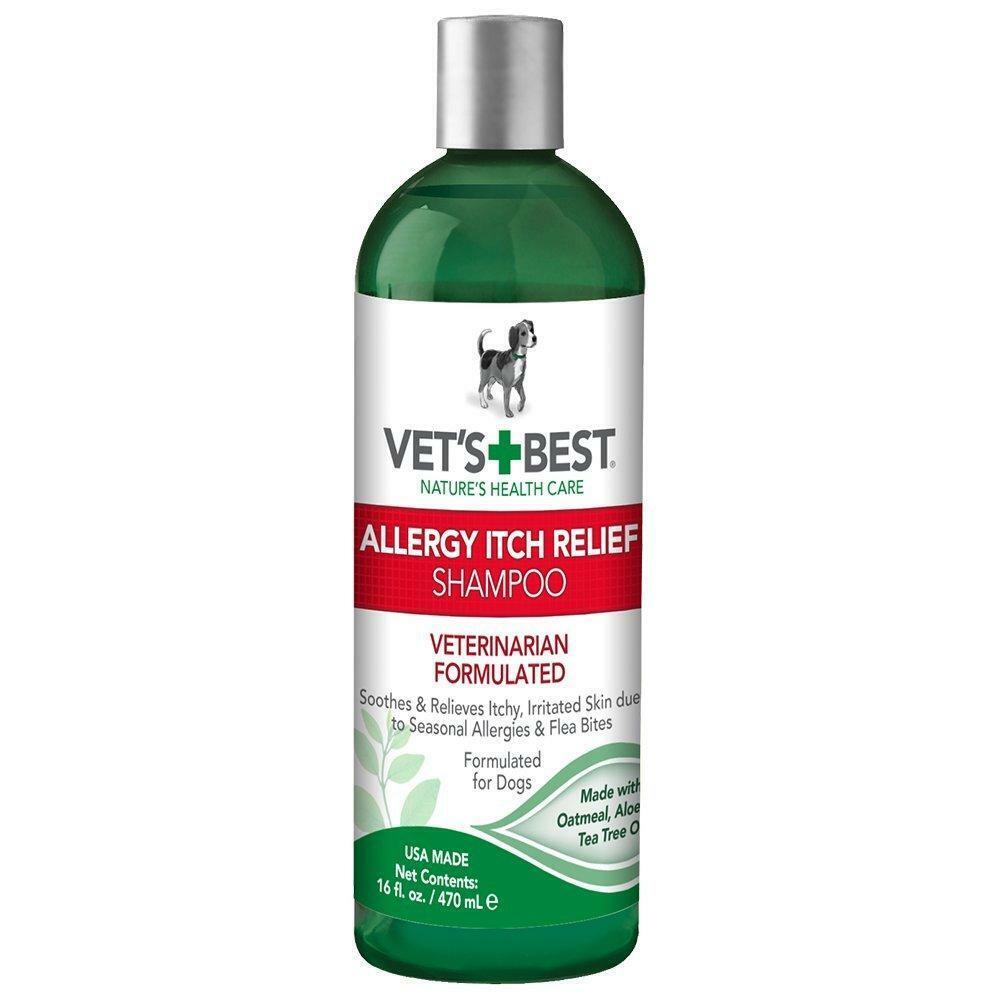 VET'S+BEST®
NATURE'S HEALTH CARE
ALLERGY ITCH RELIEF
SHAMPOO
VETERINARIAN
FORMULATED
Soothes & Relieves Itchy, Irritated Skin due
to Seasonal Allergies & Flea Bites
Formulated
for Dogs
Made with
Oatmeal, Aloe
Tea Tree
USA MADE
Net Contents:
16 fl. oz. / 470 mL ℮